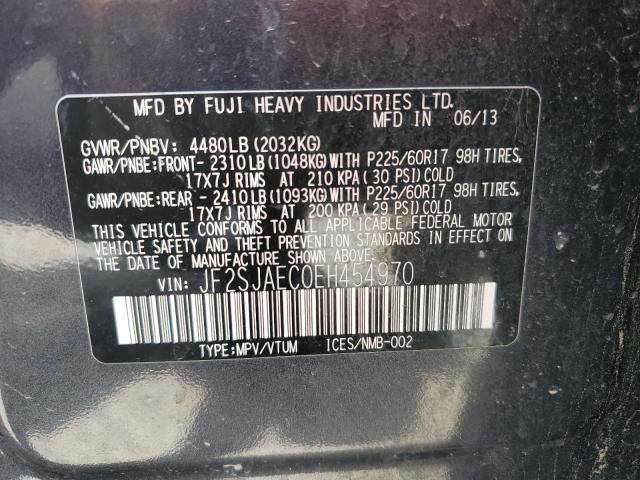 MFD BY FUJI HEAVY INDUSTRIES LTD.
MFD IN 06/13
GVWR/PNBV: 4480LB (2032KG)
GAWR/PNBE:FRONT- 2310LB (1048KG) WITH P225/60R17 98H TIRES,
17X7J RIMS AT 210 KPA (30 PSI) COLD
GAWR/PNBE:REAR - 2410LB (1093KG) WITH P225/60R17 98H TIRES,
17X7J RIMS AT 200 KPA (29 PSI) COLD
THIS VEHICLE CONFORMS TO ALL APPLICABLE FEDERAL MOTOR
VEHICLE SAFETY AND THEFT PREVENTION STANDARDS IN EFFECT ON
THE DATE OF MANUFACTURE SHOWN ABOVE.
VIN: JF2SJAEC0EH454970
TYPE:MPV/VTUM ICES/NMB-002